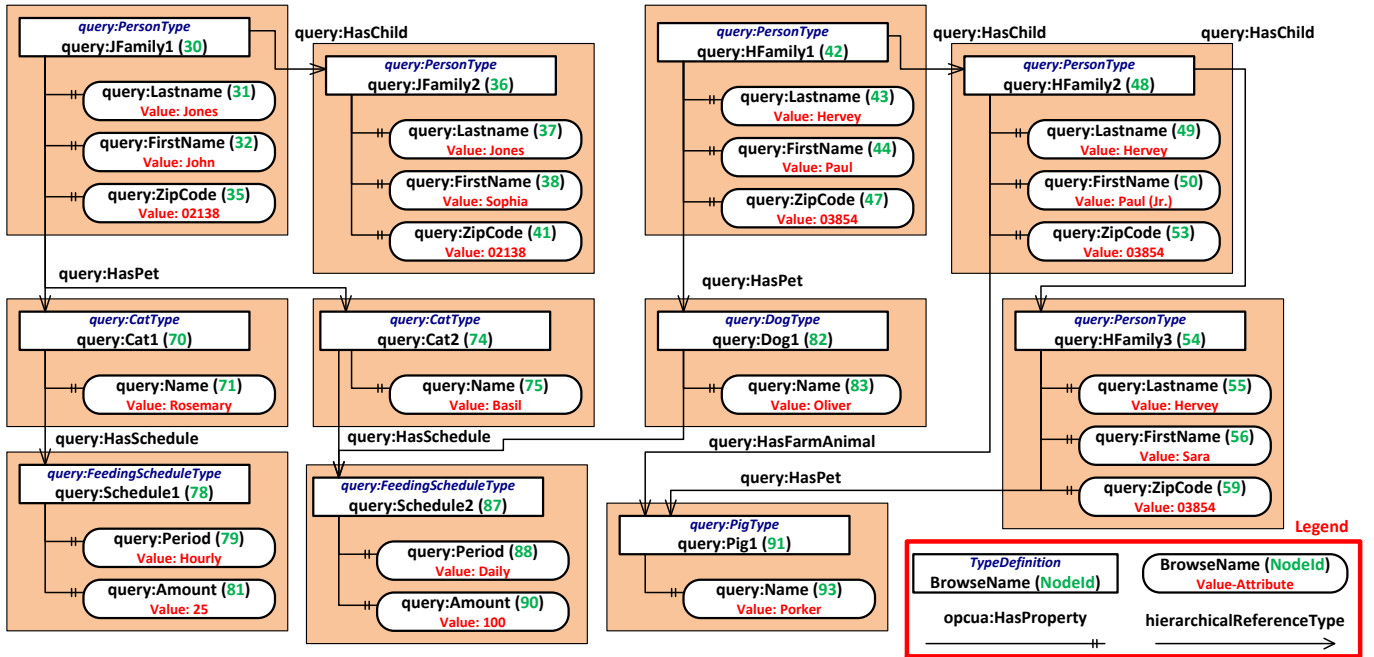 query:PersonType
query:JFamily1 (30)
query:Lastname (31)
Value: Jones
query:FirstName (32)
Value: John
query:ZipCode (35)
Value: 02138
query:HasChild
query:PersonType
query:JFamily2 (36)
query:Lastname (37)
Value: Jones
query:FirstName (38)
Value: Sophia
query:ZipCode (41)
Value: 02138
query:PersonType
query:HFamily1 (42)
query:Lastname (43)
Value: Hervey
query:FirstName (44)
Value: Paul
query:ZipCode (47)
Value: 03854
query:HasChild
query:HasChild
query:PersonType
query:HFamily2 (48)
query:Lastname (49)
Value: Hervey
query:FirstName (50)
Value: Paul (Jr.)
query:ZipCode (53)
Value: 03854
query:HasPet
query:HasPet
query:CatType
query:Cat1 (70)
query:Name (71)
Value: Rosemary
query:CatType
query:Cat2 (74)
query:Name (75)
Value: Basil
query:DogType
query:Dog1 (82)
query:Name (83)
Value: Oliver
query:PersonType
query:HFamily3 (54)
query:Lastname (55)
Value: Hervey
query:FirstName (56)
Value: Sara
query:ZipCode (59)
Value: 03854
query:HasSchedule
query:HasSchedule
query:HasFarmAnimal
query:HasPet
query:FeedingScheduleType
query:Schedule1 (78)
query:Period (79)
Value: Hourly
query:Amount (81)
Value: 25
query:FeedingScheduleType
query:Schedule2 (87)
query:Period (88)
Value: Daily
query:Amount (90)
Value: 100
query:PigType
query:Pig1 (91)
query:Name (93)
Value: Porker
Legend
TypeDefinition
BrowseName (NodeId)
BrowseName (NodeId)
Value-Attribute
opcua:HasProperty
hierarchicalReferenceType